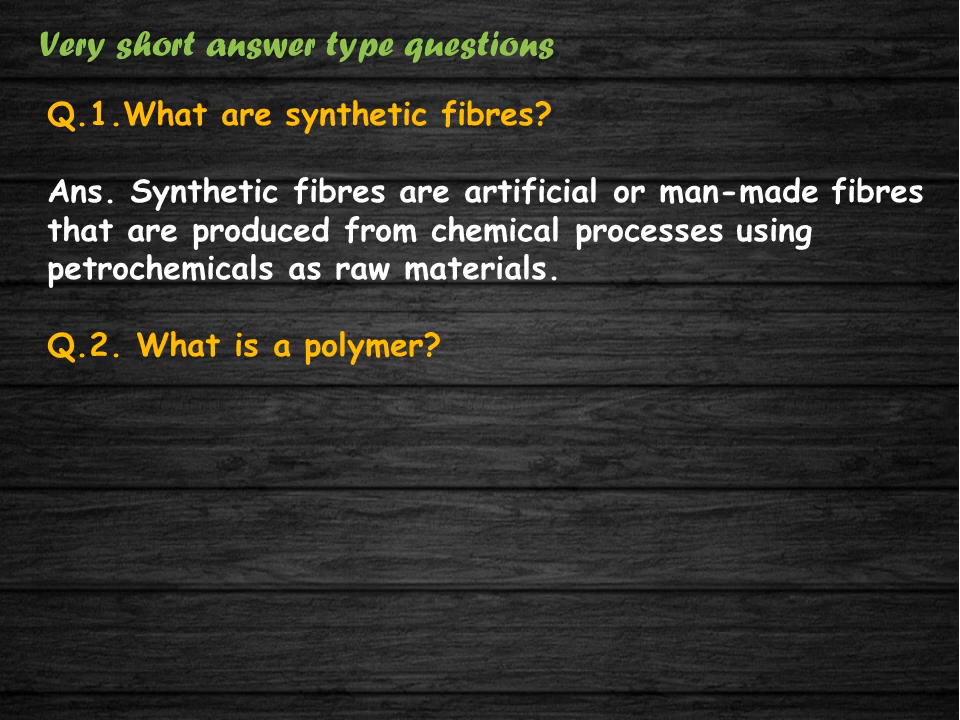 Very short answer type questions
Q.1.What are synthetic fibres?
Ans. Synthetic fibres are artificial or man-made fibres
that are produced from chemical processes using
petrochemicals as raw materials.
Q.2. What is a polymer?